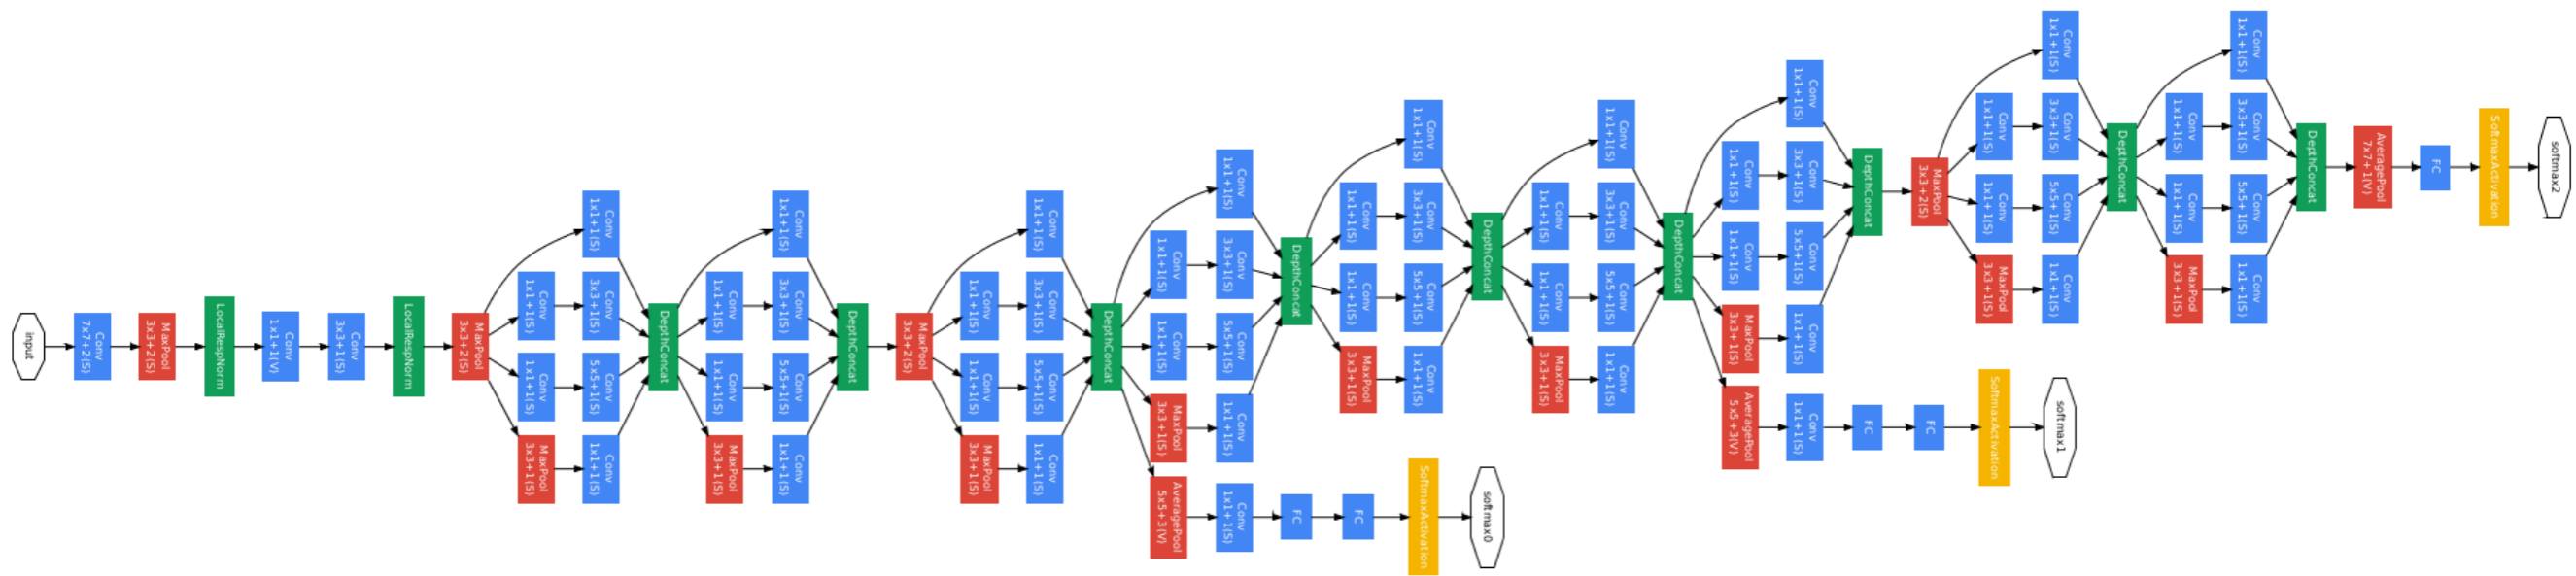 input
Conv
7x7+2(S)
MaxPool
3x3+2(S)
LocalRespNorm
Conv
1x1+1(V)
Conv
3x3+1(S)
LocalRespNorm
MaxPool
3x3+2(S)
Conv
1x1+1(S)
Conv
1x1+1(S)
MaxPool
3x3+1(S)
Conv
1x1+1(S)
Conv
3x3+1(S)
Conv
5x5+1(S)
Conv
1x1+1(S)
DepthConcat
Conv
1x1+1(S)
Conv
1x1+1(S)
MaxPool
3x3+1(S)
Conv
1x1+1(S)
Conv
3x3+1(S)
Conv
5x5+1(S)
Conv
1x1+1(S)
DepthConcat
MaxPool
3x3+2(S)
Conv
1x1+1(S)
Conv
1x1+1(S)
MaxPool
3x3+1(S)
Conv
1x1+1(S)
Conv
3x3+1(S)
Conv
5x5+1(S)
Conv
1x1+1(S)
DepthConcat
Conv
1x1+1(S)
Conv
1x1+1(S)
MaxPool
3x3+1(S)
AveragePool
5x5+3(V)
Conv
1x1+1(S)
Conv
3x3+1(S)
Conv
5x5+1(S)
Conv
1x1+1(S)
Conv
1x1+1(S)
DepthConcat
FC
FC
SoftmaxActivation
softmax0
Conv
1x1+1(S)
Conv
1x1+1(S)
MaxPool
3x3+1(S)
Conv
1x1+1(S)
Conv
3x3+1(S)
Conv
5x5+1(S)
Conv
1x1+1(S)
DepthConcat
Conv
1x1+1(S)
Conv
1x1+1(S)
MaxPool
3x3+1(S)
Conv
1x1+1(S)
Conv
3x3+1(S)
Conv
5x5+1(S)
Conv
1x1+1(S)
DepthConcat
Conv
1x1+1(S)
Conv
1x1+1(S)
MaxPool
3x3+1(S)
AveragePool
5x5+3(V)
Conv
1x1+1(S)
Conv
3x3+1(S)
Conv
5x5+1(S)
Conv
1x1+1(S)
Conv
1x1+1(S)
DepthConcat
FC
FC
SoftmaxActivation
softmax1
MaxPool
3x3+2(S)
Conv
1x1+1(S)
Conv
1x1+1(S)
MaxPool
3x3+1(S)
Conv
1x1+1(S)
Conv
3x3+1(S)
Conv
5x5+1(S)
Conv
1x1+1(S)
DepthConcat
Conv
1x1+1(S)
Conv
1x1+1(S)
MaxPool
3x3+1(S)
Conv
1x1+1(S)
Conv
3x3+1(S)
Conv
5x5+1(S)
Conv
1x1+1(S)
DepthConcat
AveragePool
7x7+1(V)
FC
SoftmaxActivation
softmax2